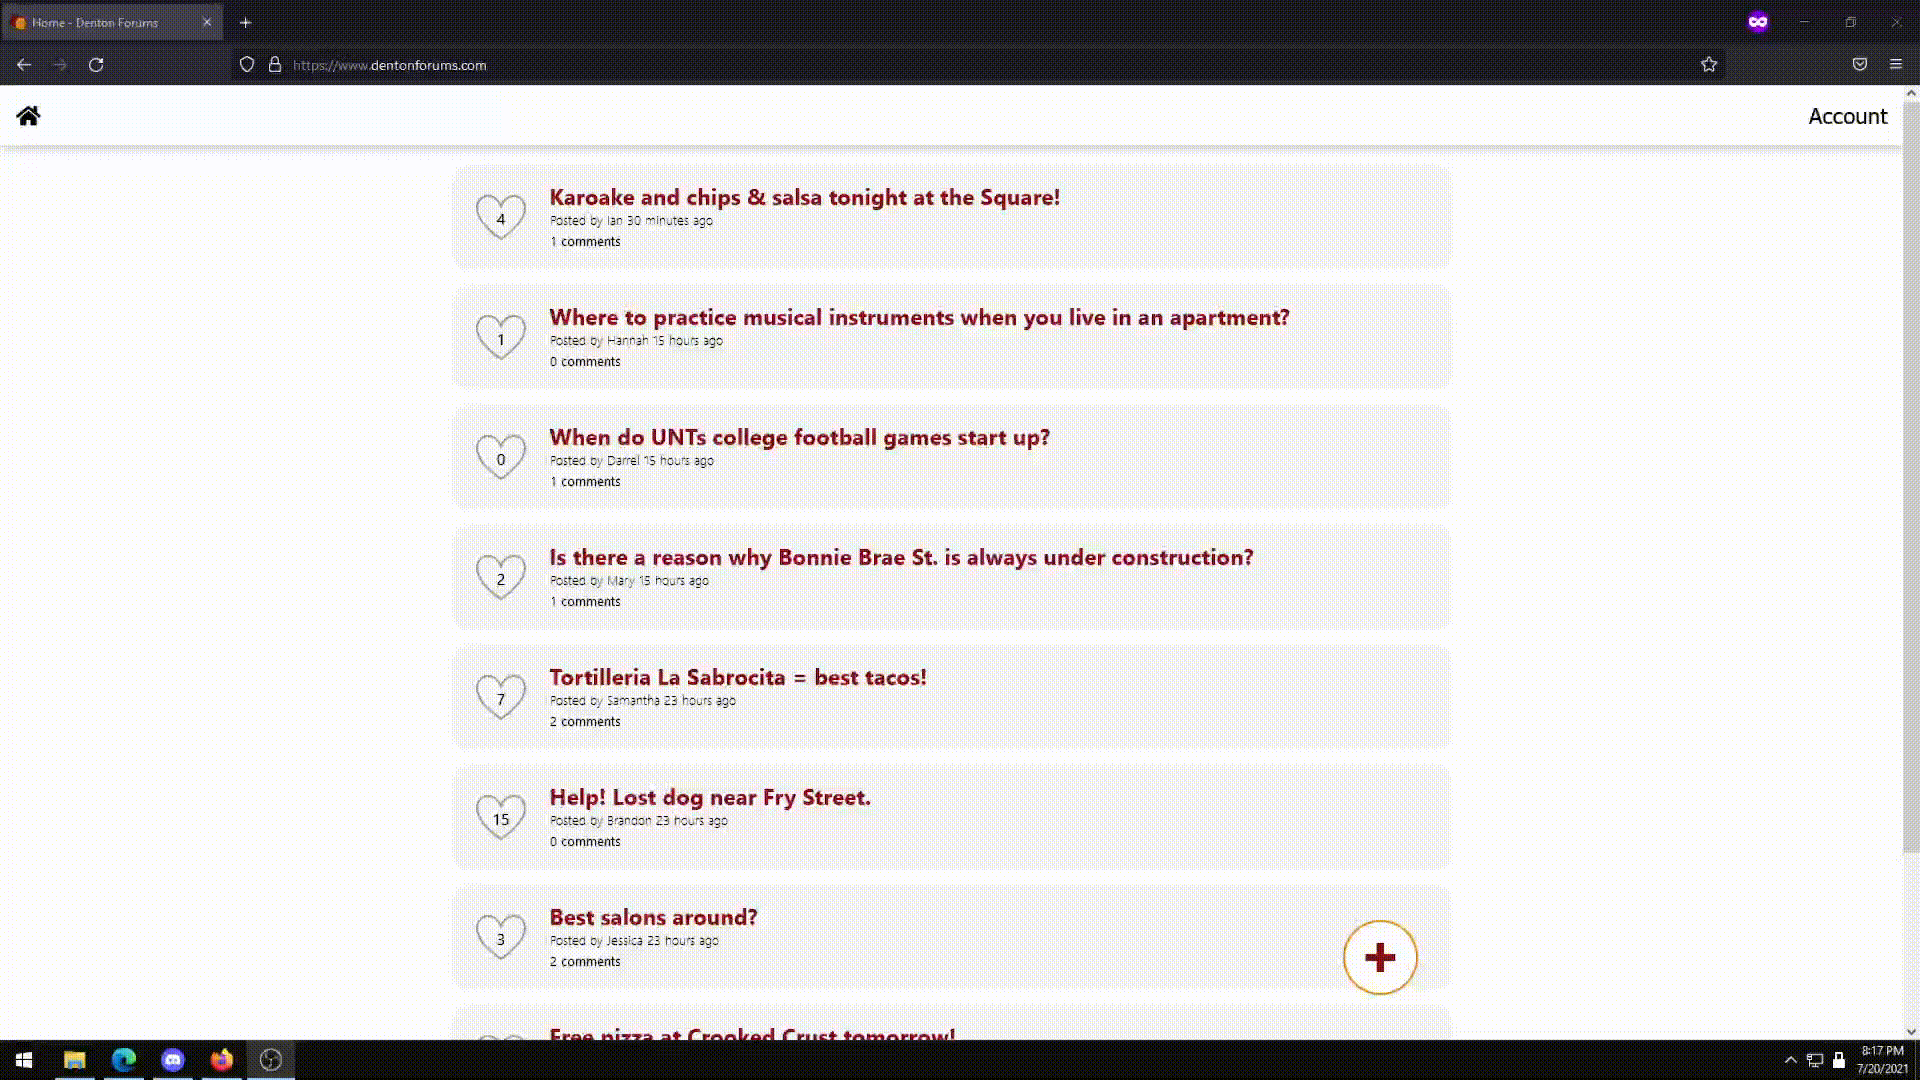 Home - Denton Forums
https://www.dentonforums.com
Account
Karoake and chips & salsa tonight at the Square!
4
Posted by Ian 30 minutes ago
1 comments
Where to practice musical instruments when you live in an apartment?
1
Posted by Hannah 15 hours ago
0 comments
When do UNTs college football games start up?
0
Posted by Darrel 15 hours ago
1 comments
Is there a reason why Bonnie Brae St. is always under construction?
2
Posted by Mary 15 hours ago
1 comments
Tortilleria La Sabrocita = best tacos!
7
Posted by Samantha 23 hours ago
2 comments
Help! Lost dog near Fry Street.
15
Posted by Brandon 23 hours ago
0 comments
Best salons around?
3
Posted by Jessica 23 hours ago
2 comments
Free pizza at Crooked Crust tomorrow!
8:17 PM
7/20/2021